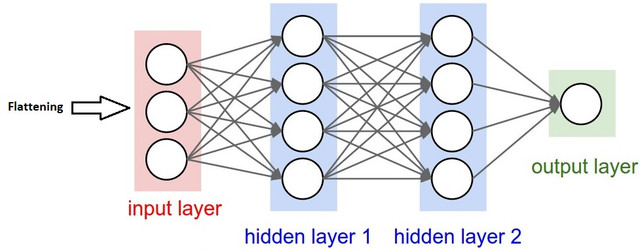 Flattening
input layer
hidden layer 1
hidden layer 2
output layer